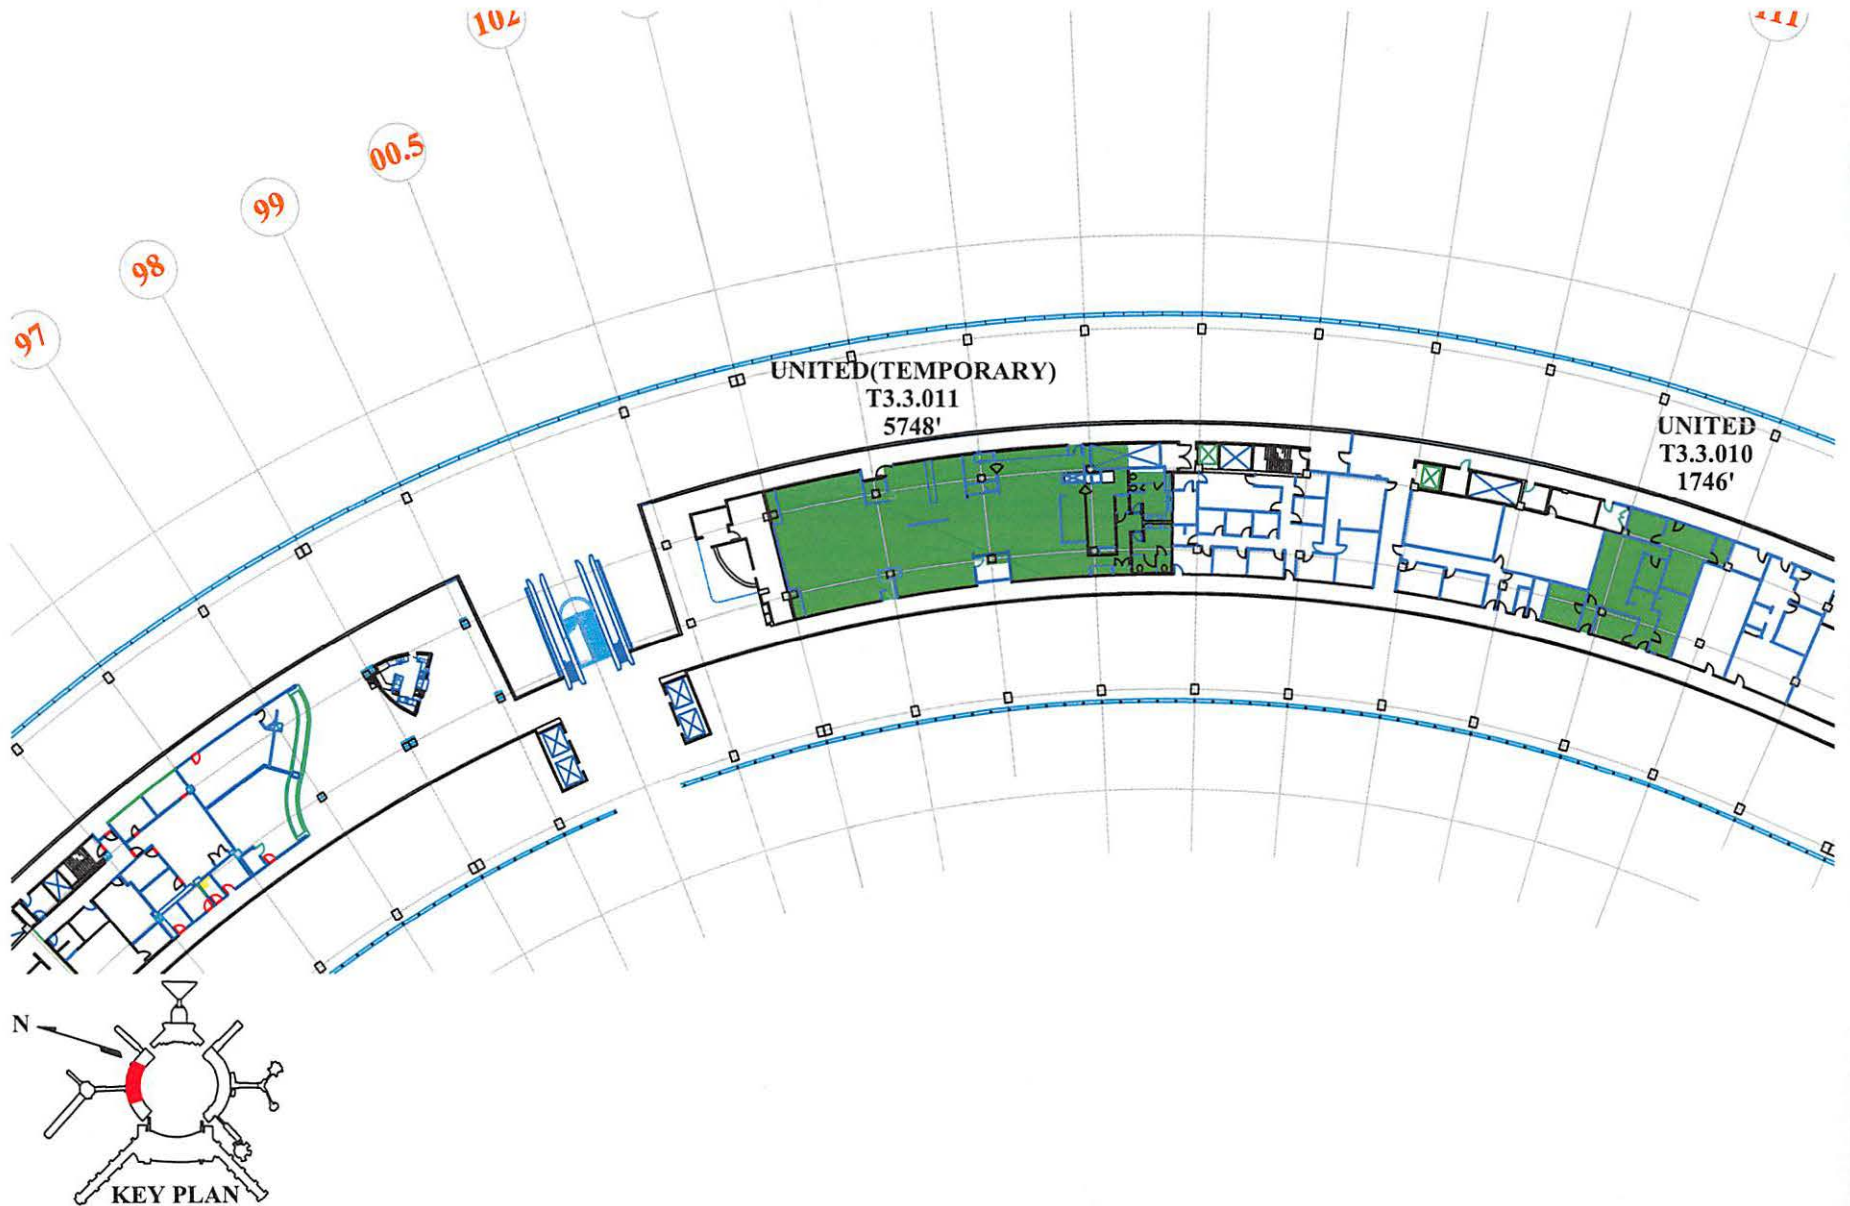 102
111
00.5
99
98
97
UNITED(TEMPORARY)
T3.3.011
5748'
UNITED
T3.3.010
1746'
N
KEY PLAN